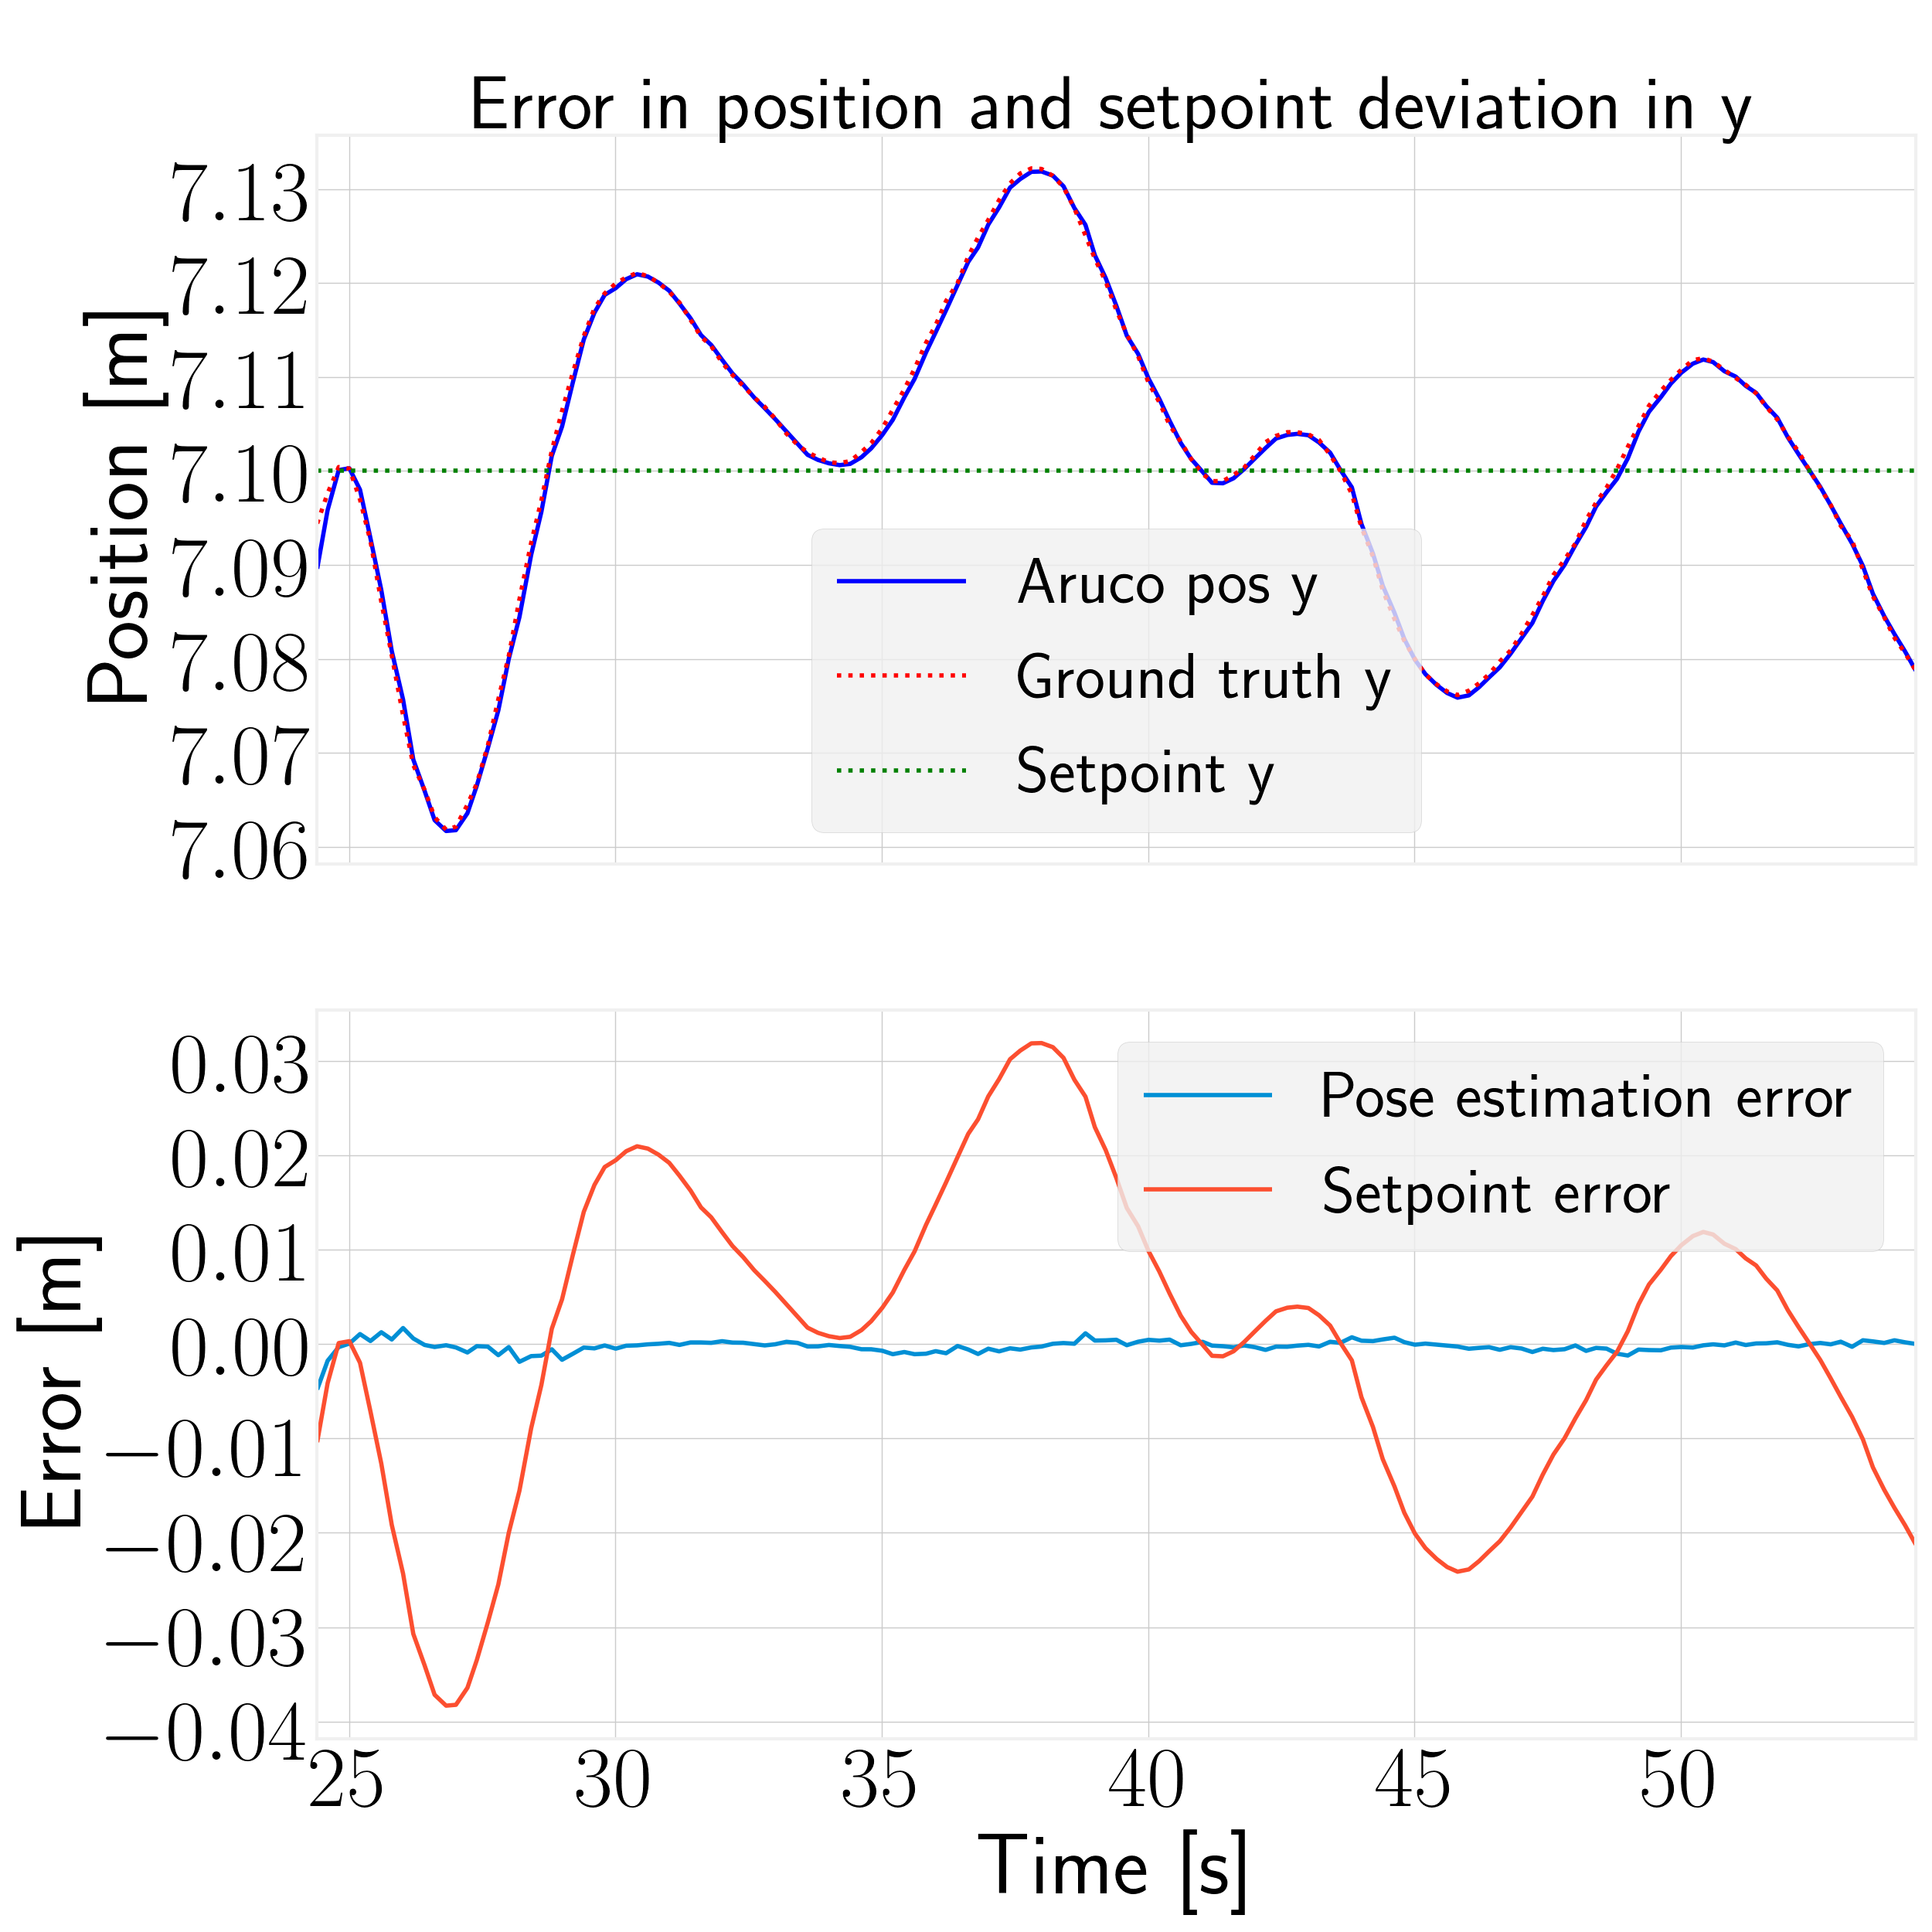 Error in position and setpoint deviation in y
Position [m]
7.13
7.12
7.11
7.10
7.09
7.08
7.07
7.06
Aruco pos y
Ground truth y
Setpoint y
Error [m]
0.03
0.02
0.01
0.00
−0.01
−0.02
−0.03
−0.04
Pose estimation error
Setpoint error
25 30 35 40 45 50
Time [s]